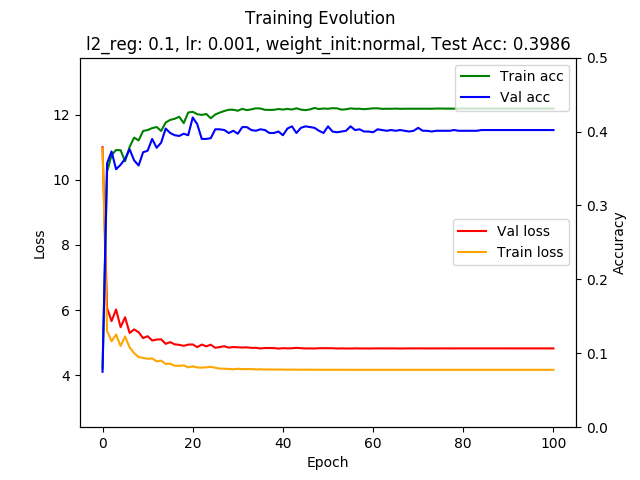 Training Evolution
l2_reg: 0.1, lr: 0.001, weight_init:normal, Test Acc: 0.3986
Train acc
Val acc
Val loss
Train loss
Loss
12
10
8
6
4
0.5
0.4
0.3
0.2
0.1
0.0
Accuracy
0 20 40 60 80 100
Epoch